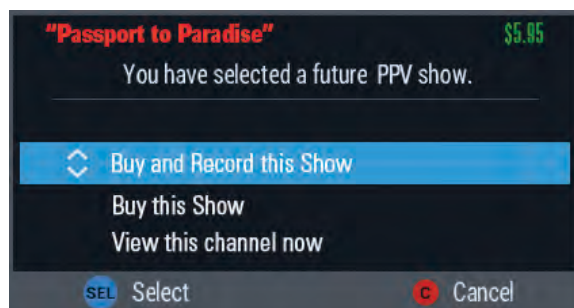 "Passport to Paradise" $5.95
You have selected a future PPV show.
Buy and Record this Show
Buy this Show
View this channel now
SEL Select C Cancel